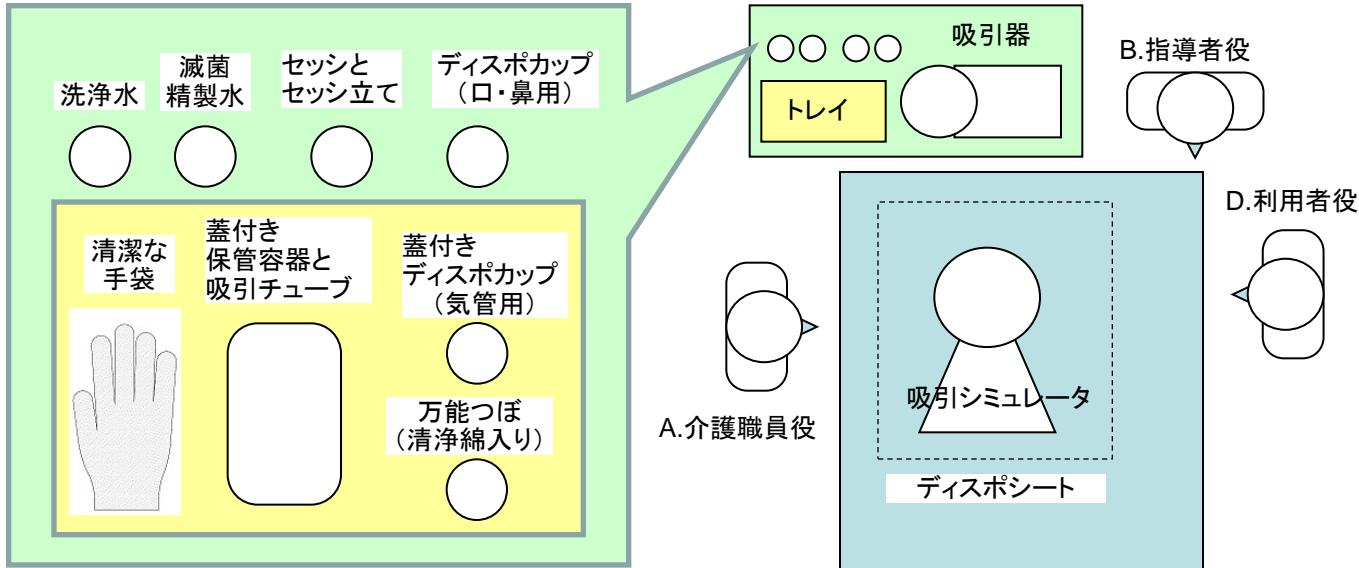 洗浄水
滅菌
精製水
セッシと
セッシ立て
ディスポカップ
（口・鼻用）
清潔な
手袋
蓋付き
保管容器と
吸引チューブ
蓋付き
ディスポカップ
（気管用）
万能つぼ
（清浄綿入り）
吸引器
トレイ
B.指導者役
D.利用者役
A.介護職員役
吸引シミュレータ
ディスポシート